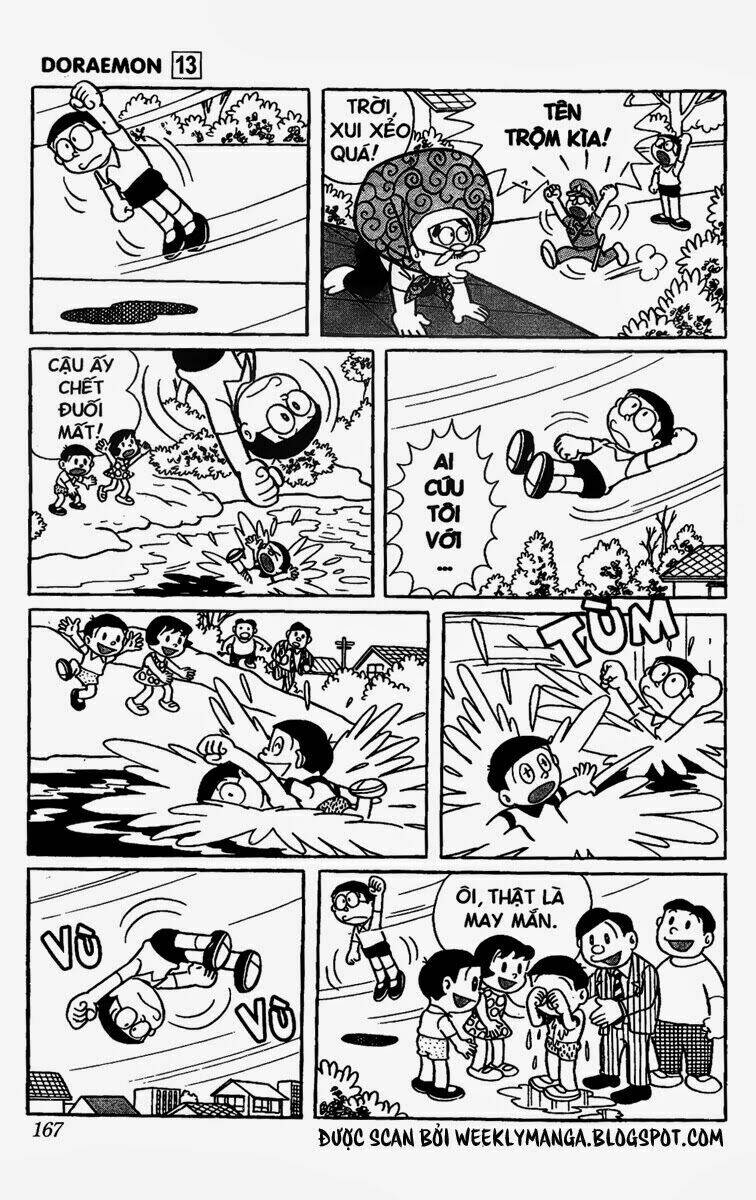 DORAEMON 13
TRỜI,
XUI XẺO
QUÁ!
TÊN
TRỘM KÌA!
CẬU ẤY
CHẾT
ĐUỐI
MẤT!
AI
CỨU
TÔI
VỚI
...
TÙM
VÙ
VÙ
ÔI, THẬT LÀ
MAY MẮN.
167
ĐƯỢC SCAN BỞI WEEKLYMANGA.BLOGSPOT.COM